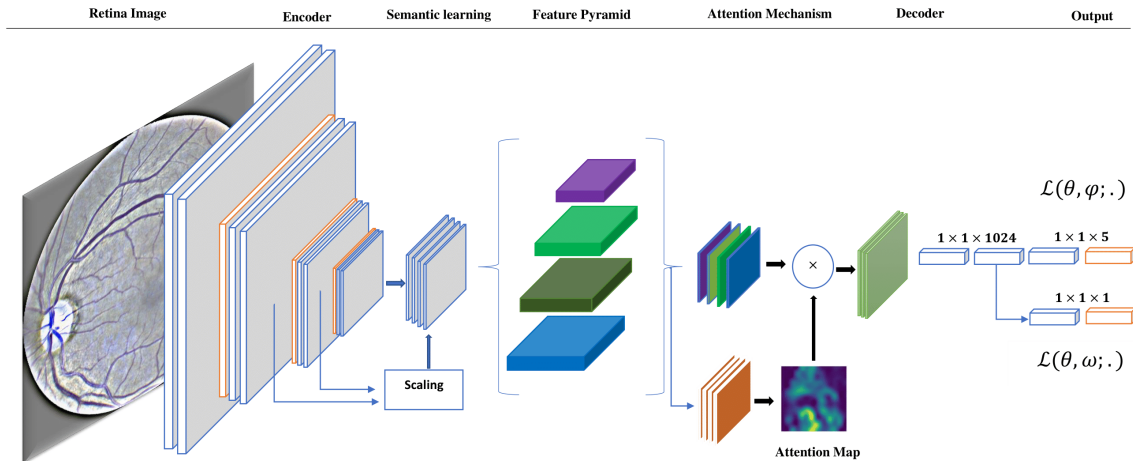 Retina Image
Encoder
Semantic learning
Feature Pyramid
Attention Mechanism
Decoder
Output
ℒ(θ, φ; .)
1 × 1 × 1024
1 × 1 × 5
×
1 × 1 × 1
ℒ(θ, ω; .)
Scaling
Attention Map